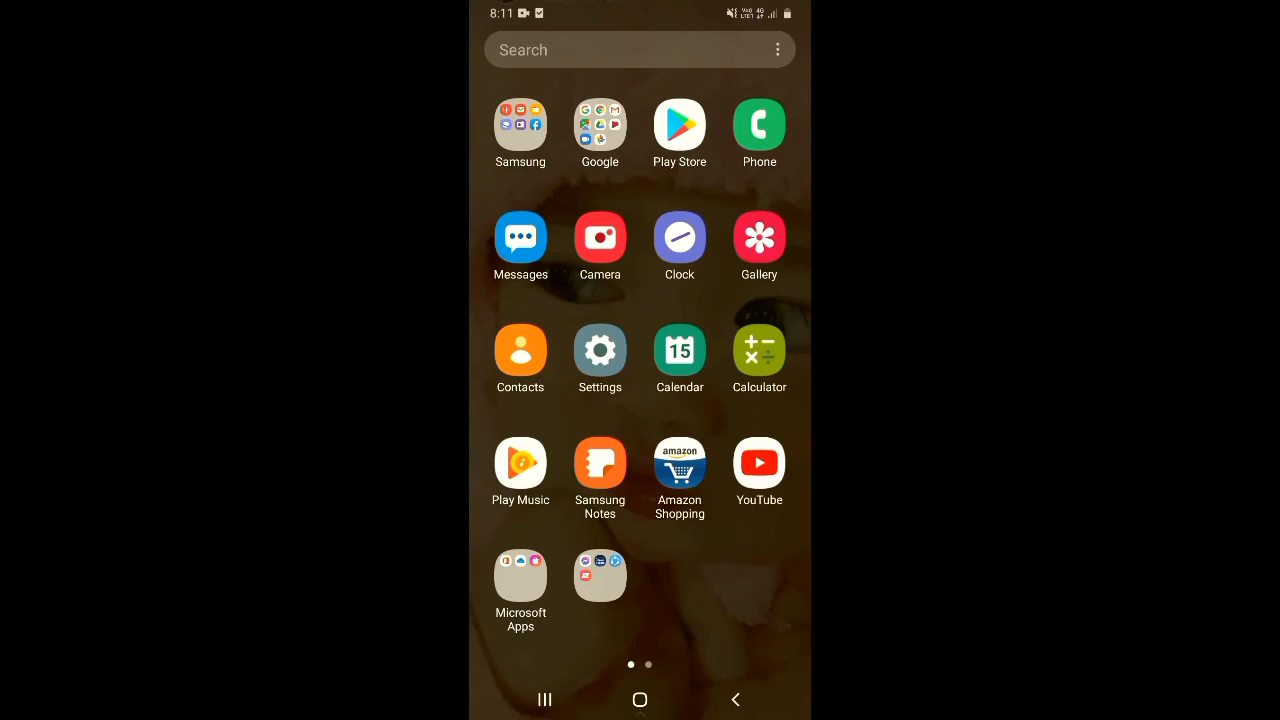 8:11
Search
Samsung
Google
Play Store
Phone
Messages
Camera
Clock
Gallery
15
Contacts
Settings
Calendar
Calculator
amazon
Play Music
Samsung
Notes
Amazon
Shopping
YouTube
Microsoft
Apps